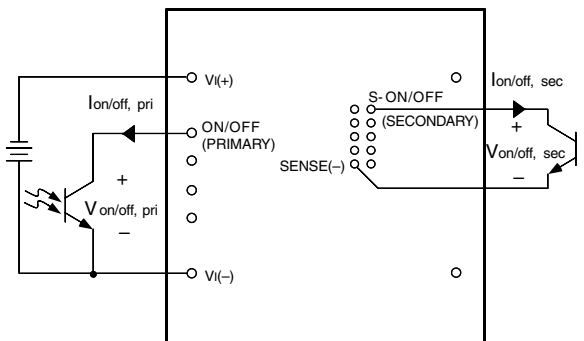 VI(+)
Ion/off, pri
ON/OFF
(PRIMARY)
+
Von/off, pri
–
VI(–)
S- ON/OFF
(SECONDARY)
SENSE(–)
Ion/off, sec
+
Von/off, sec
–